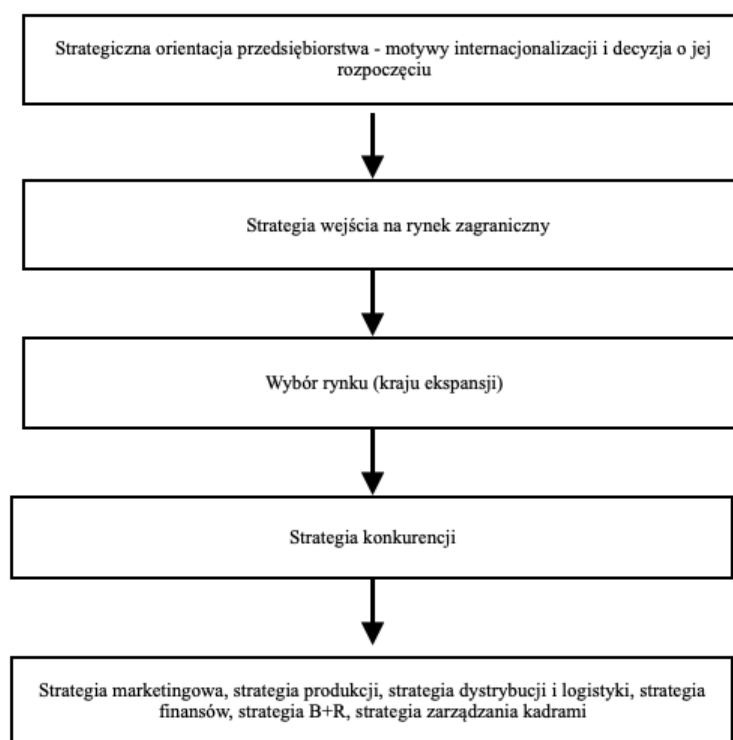 Strategiczna orientacja przedsiębiorstwa - motywy internacjonalizacji i decyzja o jej
rozpoczęciu
Strategia wejścia na rynek zagraniczny
Wybór rynku (kraju ekspansji)
Strategia konkurencji
Strategia marketingowa, strategia produkcji, strategia dystrybucji i logistyki, strategia
finansów, strategia B+R, strategia zarządzania kadrami